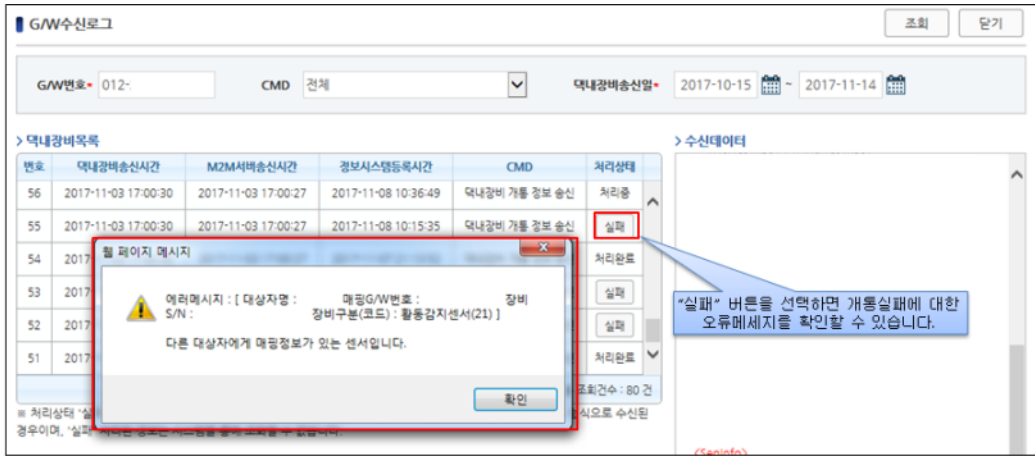 G/W수신로그
조회 닫기
G/W번호* 012-: CMD 전체 댁내장비송신일* 2017-10-15 ~ 2017-11-14
> 댁내장비목록
> 수신데이터
번호 댁내장비송신시간 M2M서버송신시간 정보시스템등록시간 CMD 처리상태
56 2017-11-03 17:00:30 2017-11-03 17:00:27 2017-11-08 10:36:49 댁내장비 개통 정보 송신 처리중
55 2017-11-03 17:00:30 2017-11-03 17:00:27 2017-11-08 10:15:35 댁내장비 개통 정보 송신 실패
54 2017 처리완료
53 2017 실패
52 2017 실패
51 2017 처리완료
웹 페이지 메시지
에러메시지 : [ 대상자명 : 매핑G/W번호 : 장비
S/N : 장비구분(코드) : 활동감지센서(21) ]
다른 대상자에게 매핑정보가 있는 센서입니다.
확인
"실패" 버튼을 선택하면 개통실패에 대한
오류메세지를 확인할 수 있습니다.
조회건수 : 80 건
※ 처리상태 '실 식으로 수신된
경우이며, '실패'
<SenInfo>